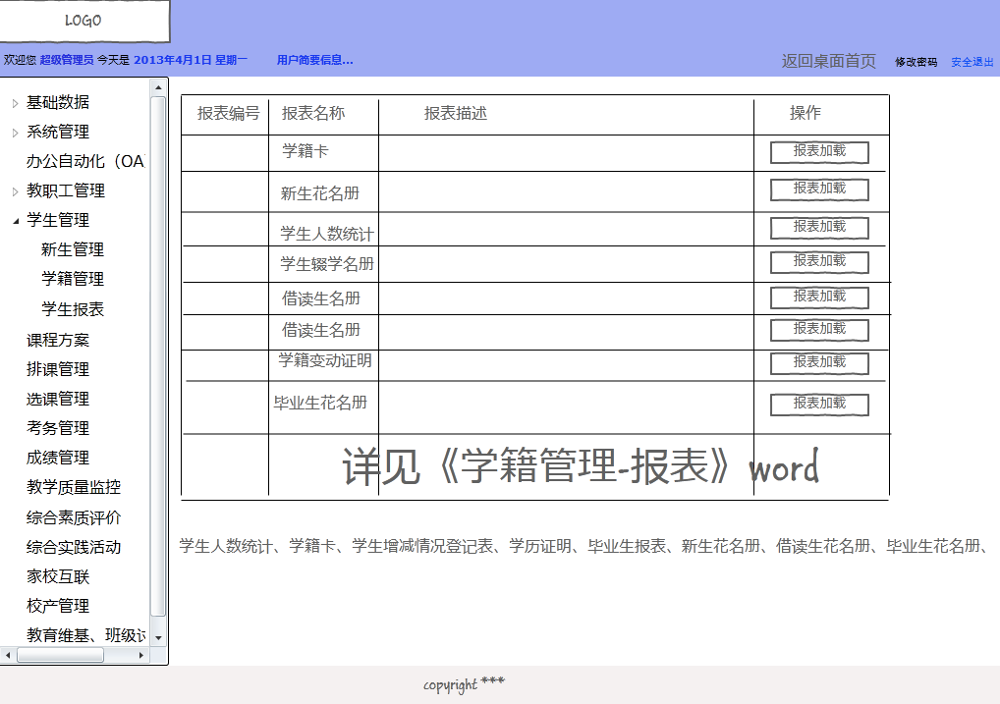 LOGO
欢迎您 超级管理员 今天是 2013年4月1日 星期一 用户简要信息... 返回桌面首页 修改密码 安全退出
基础数据
系统管理
办公自动化（OA
教职工管理
学生管理
新生管理
学籍管理
学生报表
课程方案
排课管理
选课管理
考务管理
成绩管理
教学质量监控
综合素质评价
综合实践活动
家校互联
校产管理
教育维基、班级讨
报表编号 报表名称 报表描述 操作
学籍卡 报表加载
新生花名册 报表加载
学生人数统计 报表加载
学生辍学名册 报表加载
借读生名册 报表加载
借读生名册 报表加载
学籍变动证明 报表加载
毕业生花名册 报表加载
详见《学籍管理-报表》word
学生人数统计、学籍卡、学生增减情况登记表、学历证明、毕业生报表、新生花名册、借读生花名册、毕业生花名册、
copyright ***